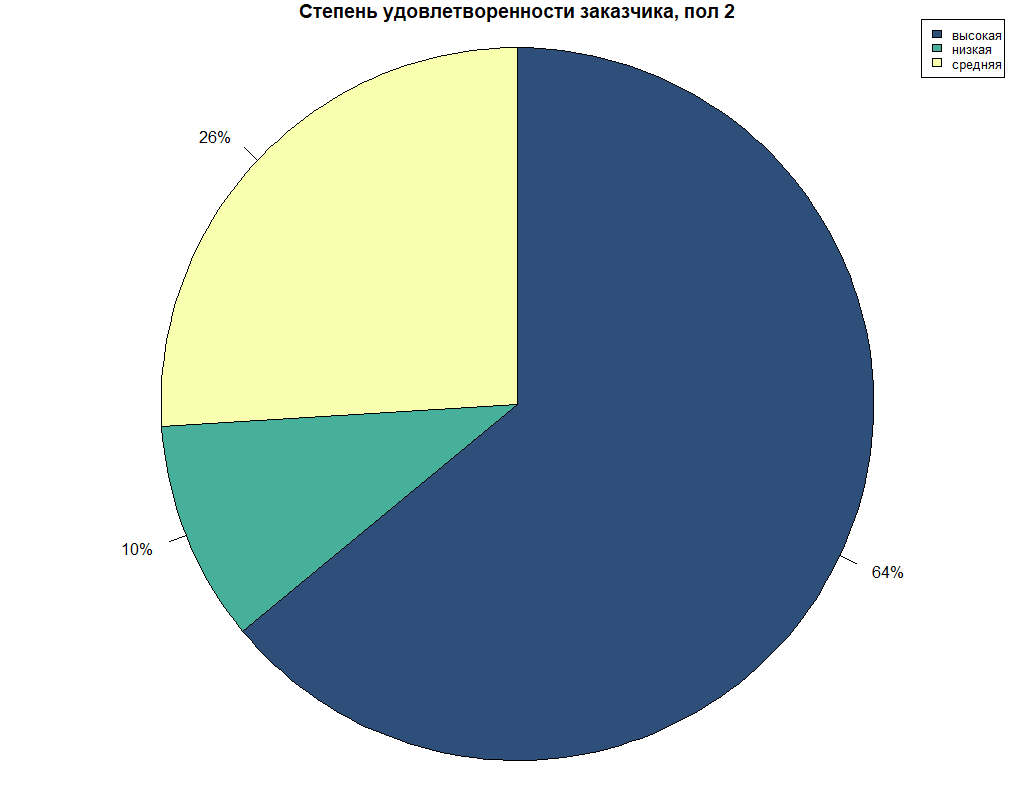 Степень удовлетворенности заказчика, пол 2
высокая
низкая
средняя
26%
10%
64%